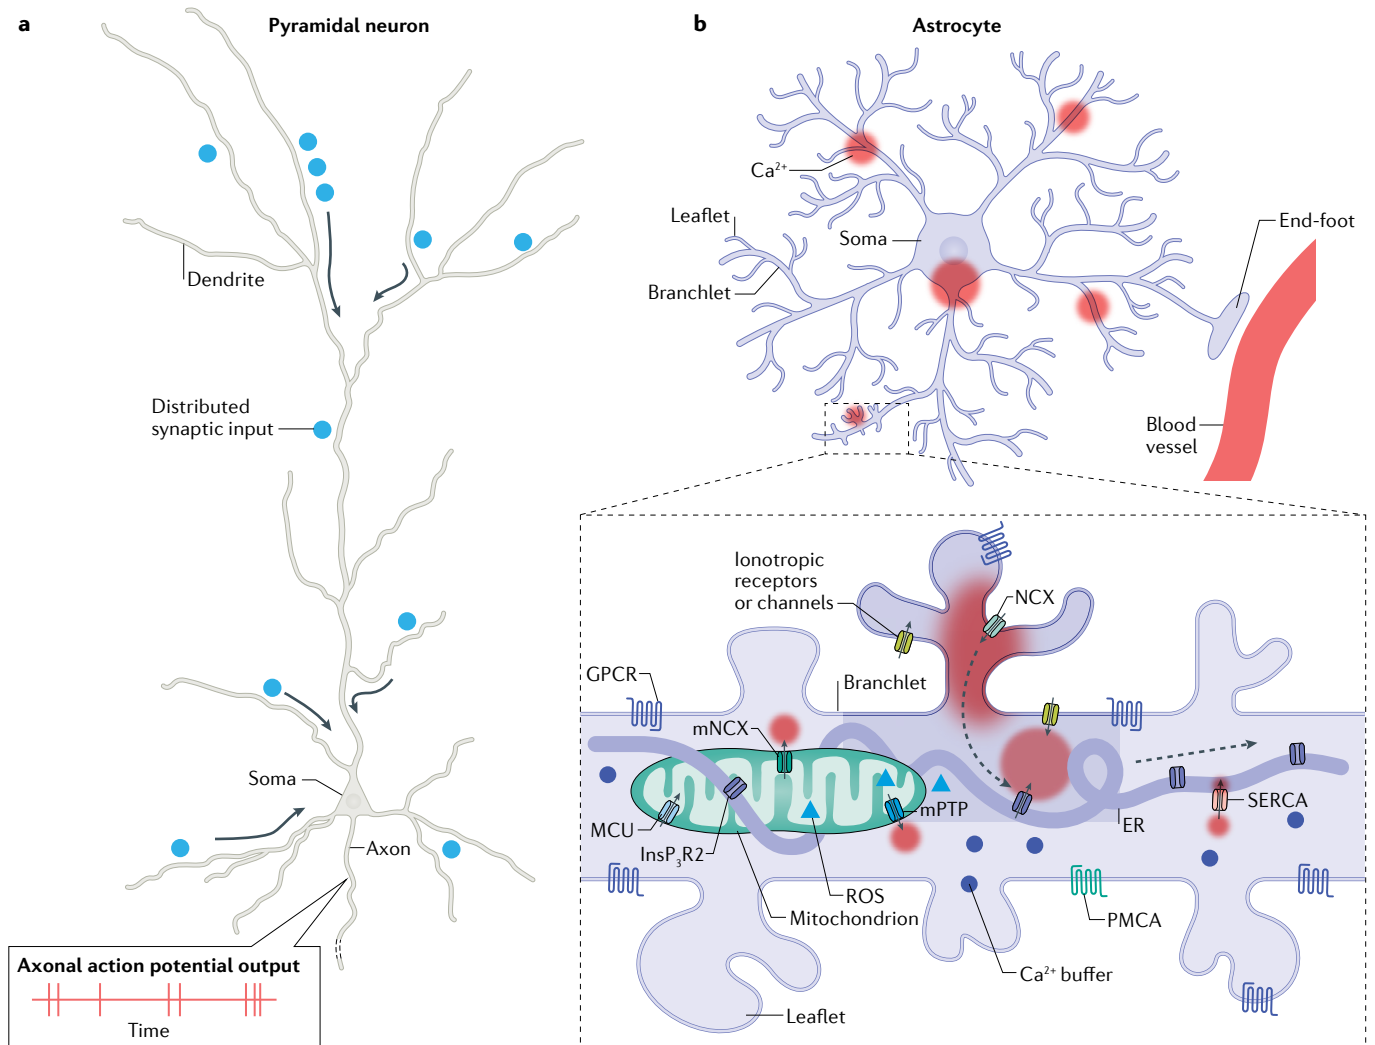 a
Pyramidal neuron
Dendrite
Distributed
synaptic input
Soma
Axon
Axonal action potential output
Time
b
Astrocyte
Ca²⁺
Leaflet
Soma
Branchlet
End-foot
Blood
vessel
Ionotropic
receptors
or channels
NCX
GPCR
Branchlet
mNCX
MCU
InsP₃R2
mPTP
SERCA
ER
ROS
Mitochondrion
PMCA
Ca²⁺ buffer
Leaflet